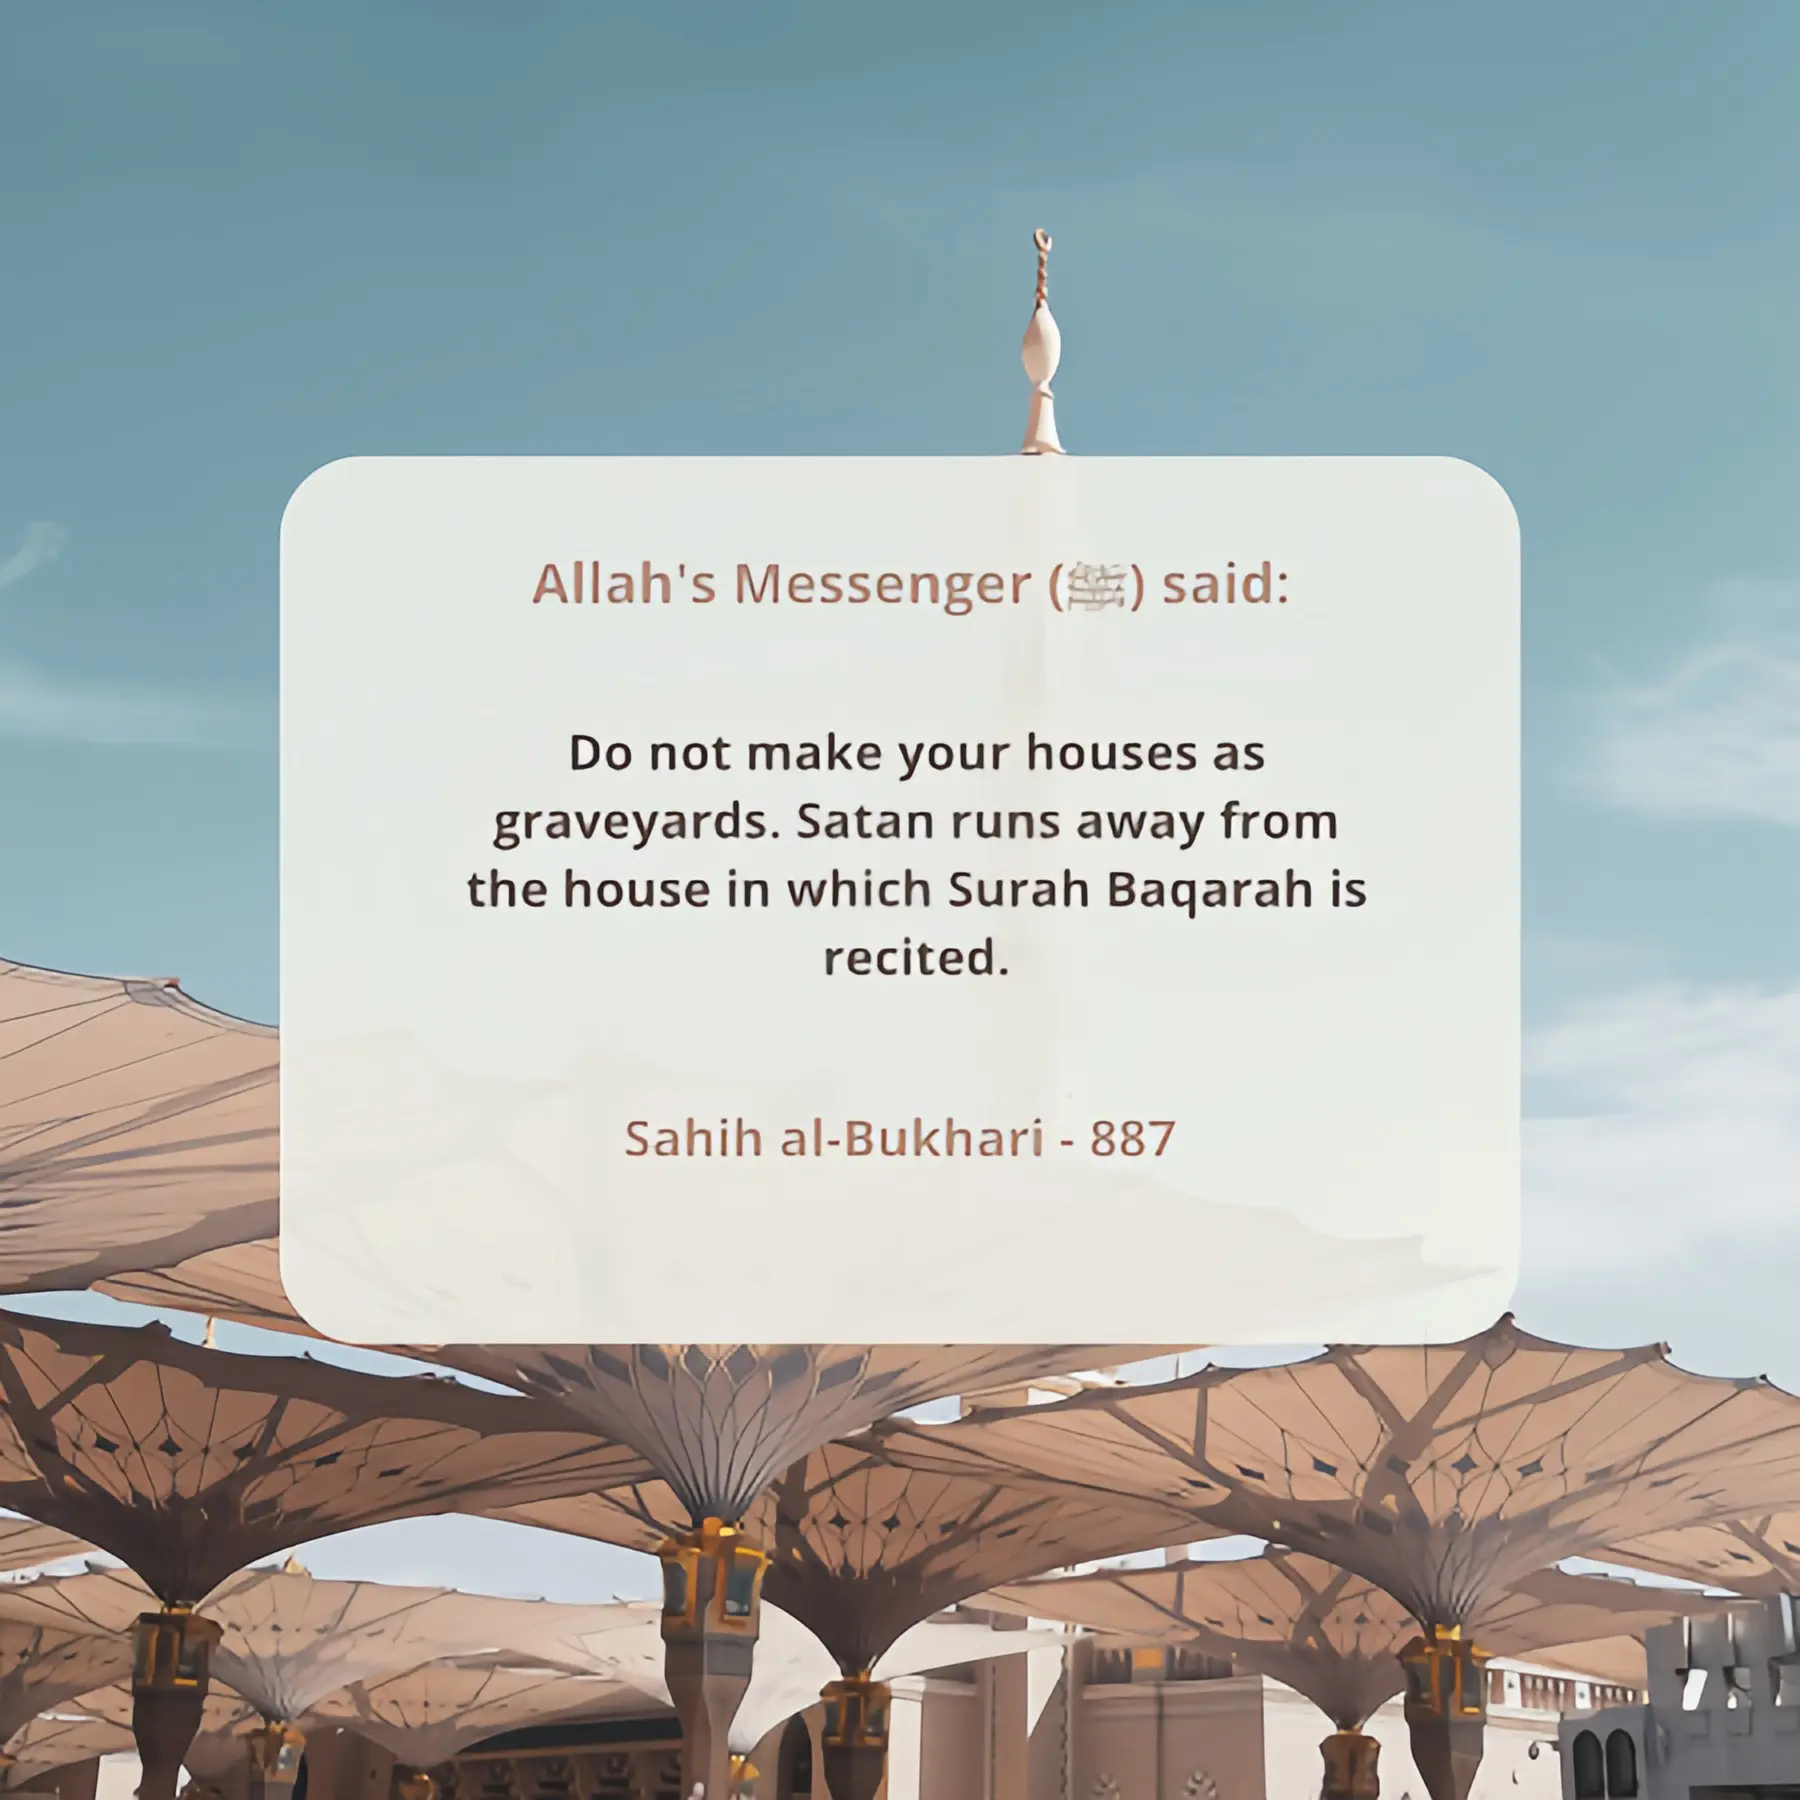 Allah's Messenger (ﷺ) said:
Do not make your houses as
graveyards. Satan runs away from
the house in which Surah Baqarah is
recited.
Sahih al-Bukhari - 887